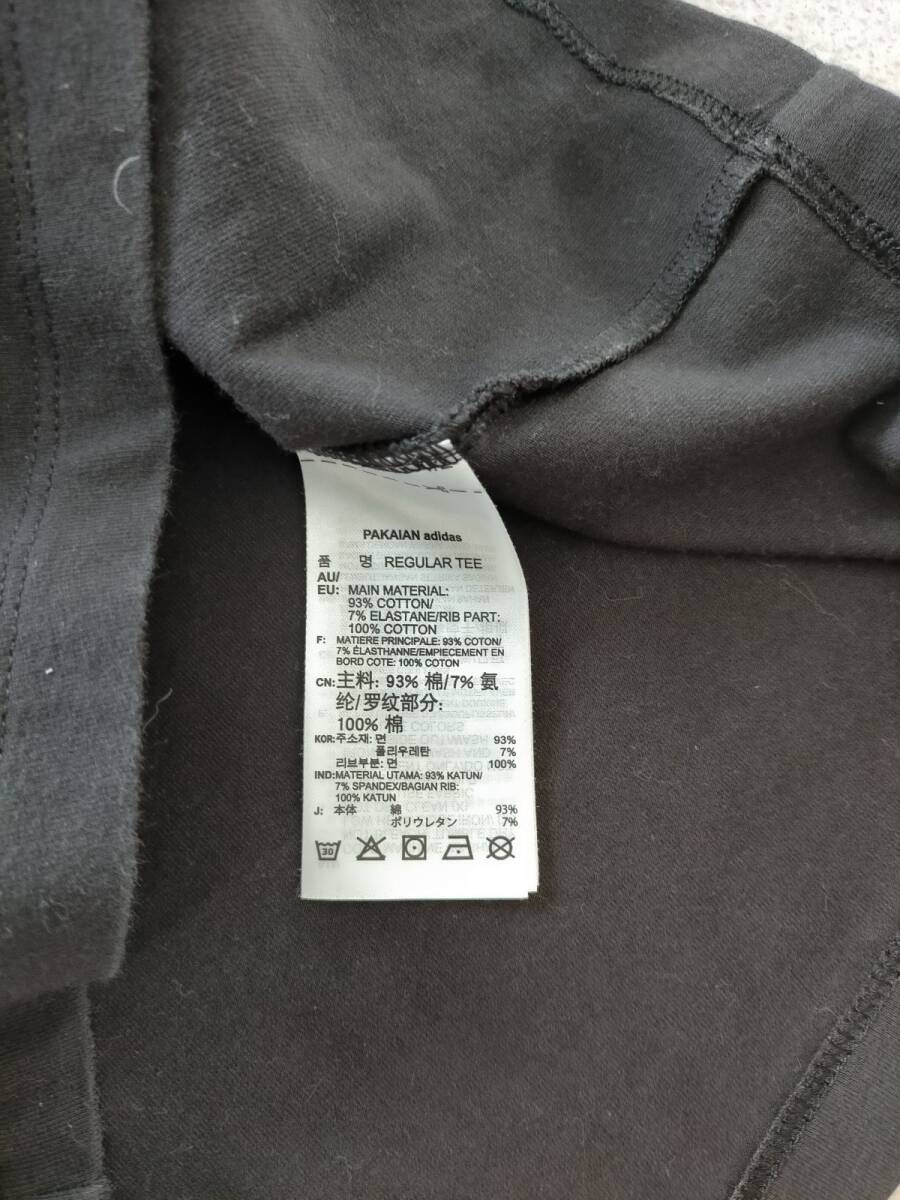 PAKAIAN adidas
품 명 REGULAR TEE
AU/
EU: MAIN MATERIAL:
93% COTTON/
7% ELASTANE/RIB PART:
100% COTTON
F: MATIERE PRINCIPALE: 93% COTON/
7% ÉLASTHANNE/EMPIECEMENT EN
BORD COTE: 100% COTON
CN: 主料: 93% 棉/7% 氨
纶/罗纹部分:
100% 棉
KOR: 주소재: 면 93%
폴리우레탄 7%
리브부분: 면 100%
IND: MATERIAL UTAMA: 93% KATUN/
7% SPANDEX/BAGIAN RIB:
100% KATUN
J: 本体 綿 93%
ポリウレタン 7%
30